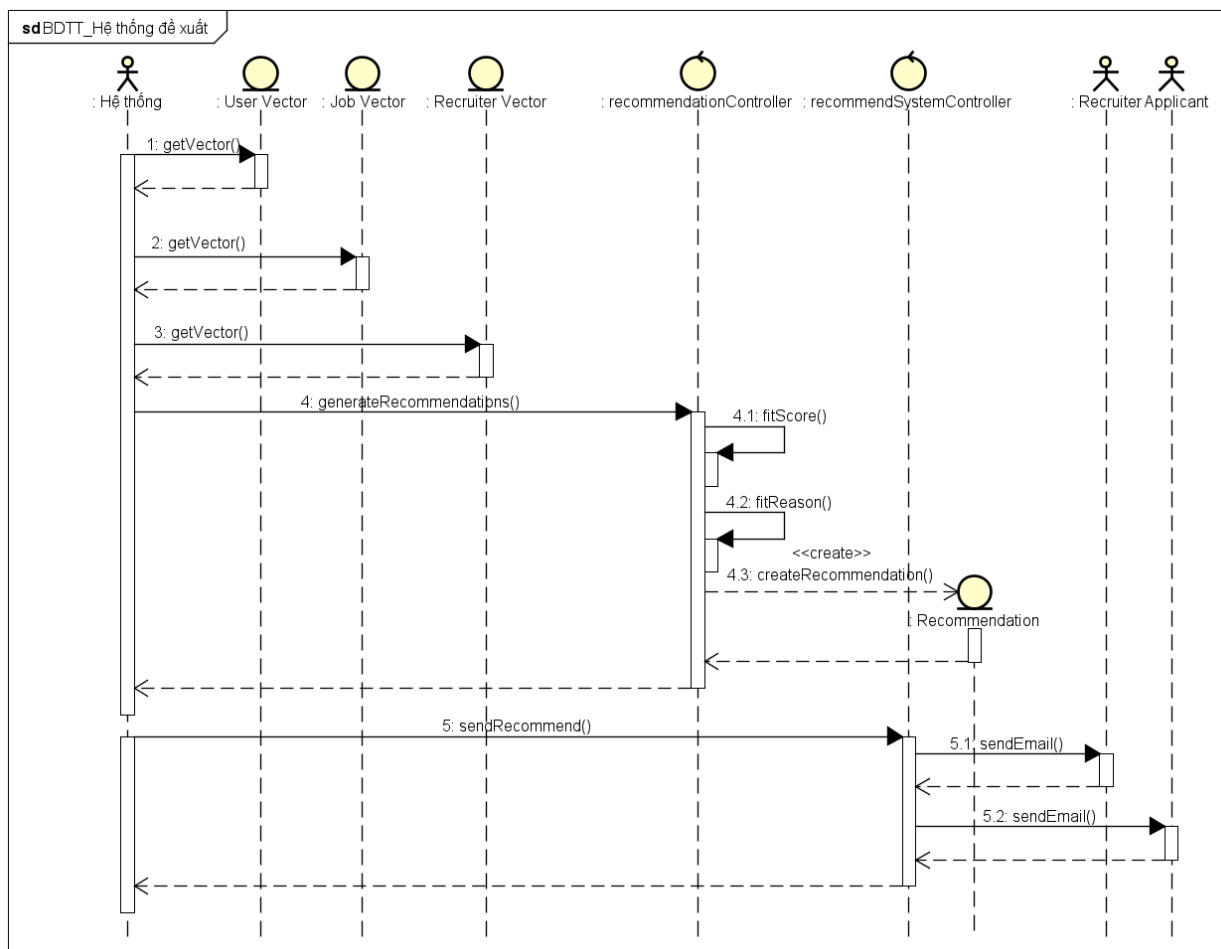 sd BDTT_Hệ thống đề xuất
: Hệ thống
: User Vector
: Job Vector
: Recruiter Vector
: recommendationController
: recommendSystemController
: Recruiter
Applicant
1: getVector()
2: getVector()
3: getVector()
4: generateRecommendations()
4.1: fitScore()
4.2: fitReason()
<<create>>
4.3: createRecommendation()
: Recommendation
5: sendRecommend()
5.1: sendEmail()
5.2: sendEmail()